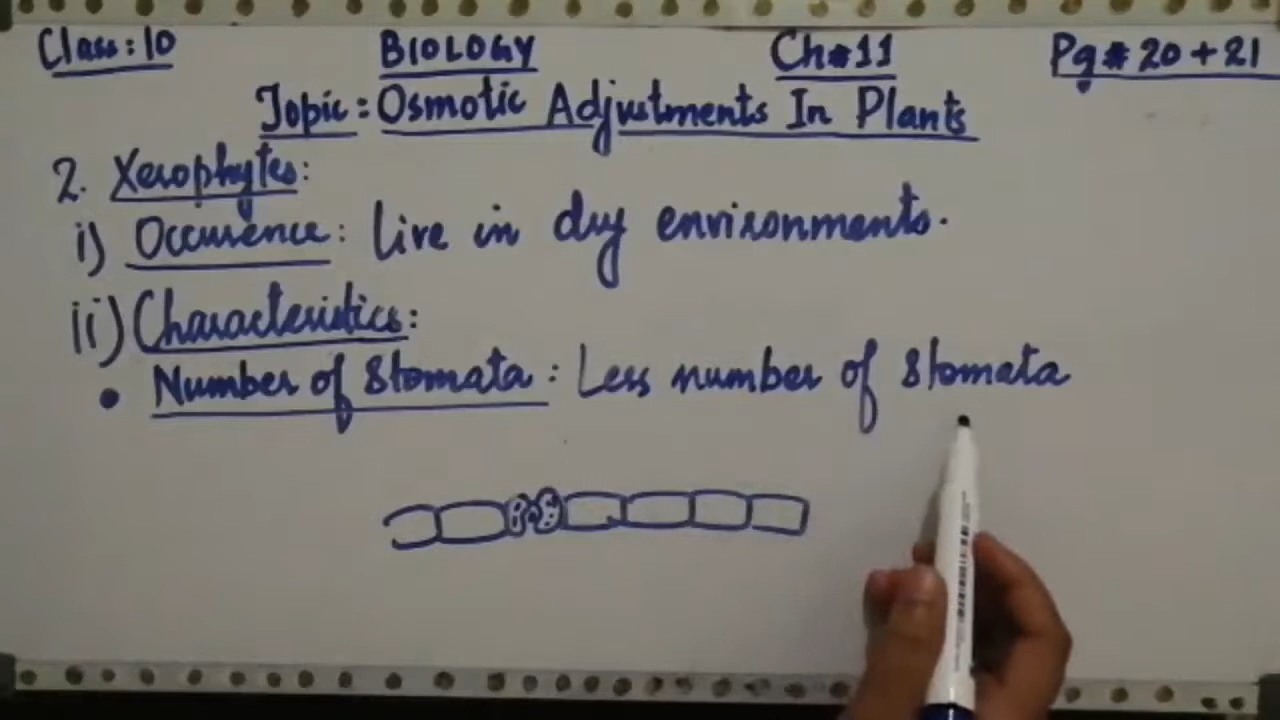 Class: 10 BIOLOGY Ch#11 Pg# 20 + 21
Topic: Osmotic Adjustments In Plants
2. Xerophytes:
i) Occurence: Live in dry environments.
ii) Characteristics:
• Number of Stomata: Less number of Stomata